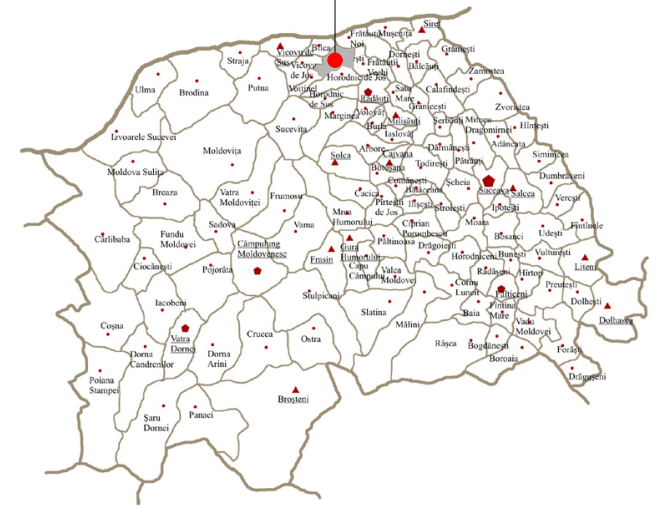 Siret
Frătăuți
Noi
Mușenița
Bilca
Vicovu de
Sus
Straja
Grămești
Dornești
Frătăuții
Vechi
Bălcăuți
Vicovu
de Jos
Zamostea
Horodnic de Jos
Ulma
Brodina
Putna
Voitinel
Satu
Mare
Calafindești
Rădăuți
Horodnic
de Sus
Grănicești
Zvoriștea
Volovăț
Marginea
Milișăuți
Șerbăuți
Mitocu
Dragomirnei
Hănțești
Sucevița
Burla
Iaslovăț
Izvoarele Sucevei
Adâncata
Dărmănești
Arbore
Moldovița
Solca
Cajvana
Botoșana
Todirești
Pătrăuți
Siminicea
Moldova Sulița
Dumbrăveni
Comănești
Bălăceana
Șcheia
Suceava
Salcea
Breaza
Vatra
Moldoviței
Frumosu
Cacica
Pârteștii
de Jos
Ilișești
Stroiești
Ipotești
Verești
Mănăstirea
Humorului
Ciprian
Porumbescu
Moara
Fântânele
Sadova
Vama
Udești
Cârlibaba
Fundu
Moldovei
Câmpulung
Moldovenesc
Păltinoasa
Bosanci
Drăgoiești
Gura
Humorului
Frasin
Horodniceni
Bunești
Vulturești
Liteni
Ciocănești
Pojorâta
Capu
Câmpului
Valea
Moldovei
Rădășeni
Hârtop
Cornu
Luncii
Preutești
Fălticeni
Stulpicani
Iacobeni
Fântâna
Mare
Dolhești
Slatina
Baia
Dolhasca
Mălini
Vadu
Moldovei
Coșna
Vatra
Dornei
Crucea
Ostra
Râșca
Bogdănești
Forăști
Dorna
Candrenilor
Dorna
Arini
Boroaia
Poiana
Stampei
Drăgușeni
Broșteni
Șaru
Dornei
Panaci